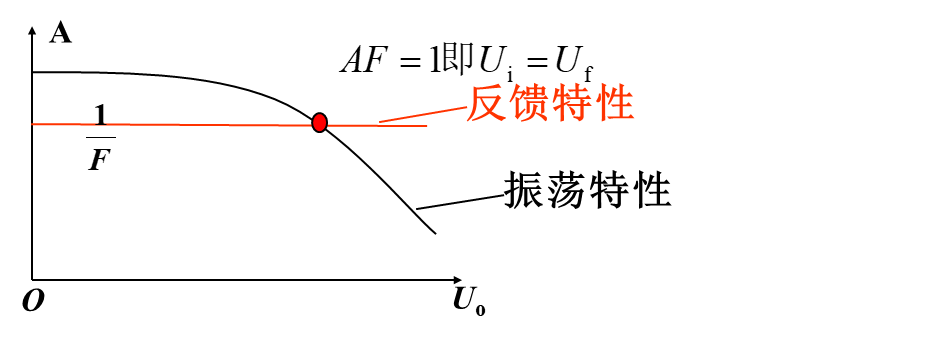 A
AF = 1即U_i = U_f
反馈特性
1/F
振荡特性
O
U_o